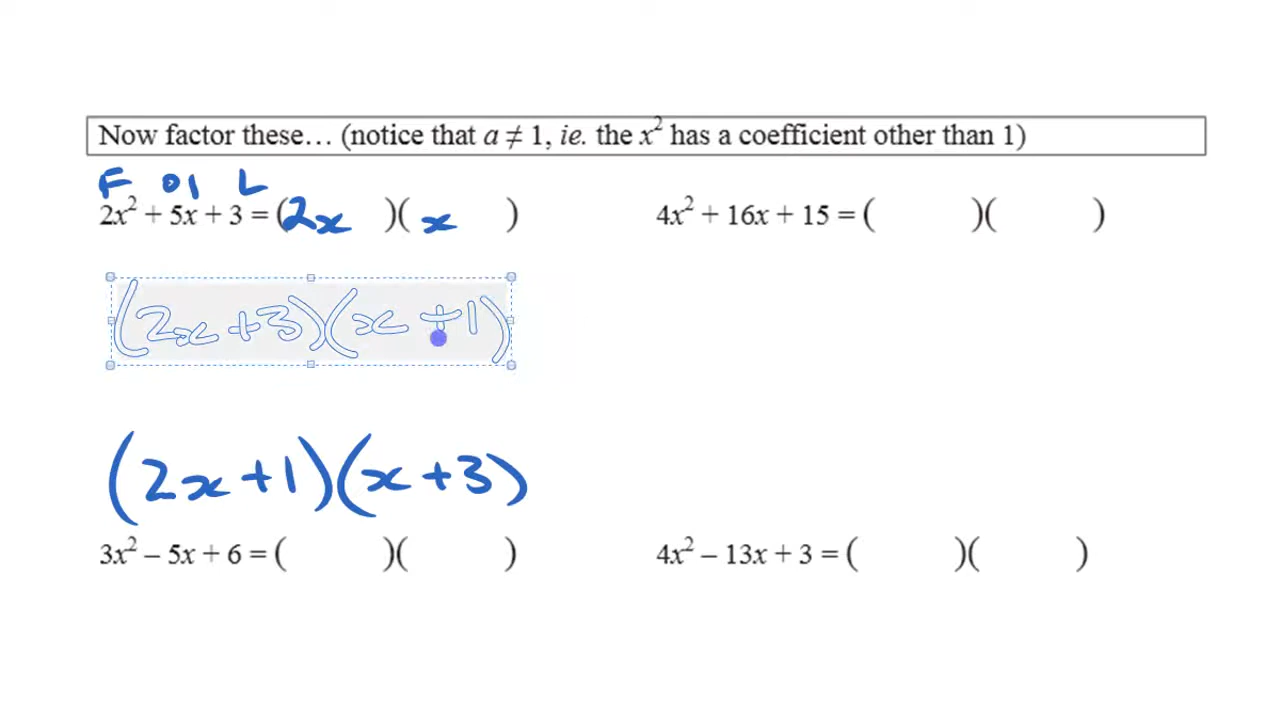 Now factor these… (notice that a ≠ 1, ie. the x² has a coefficient other than 1)
F OI L
2x² + 5x + 3 = (2x )( x )
4x² + 16x + 15 = ( )( )
(2x+3)(x+1)
(2x+1)(x+3)
3x² – 5x + 6 = ( )( )
4x² – 13x + 3 = ( )( )